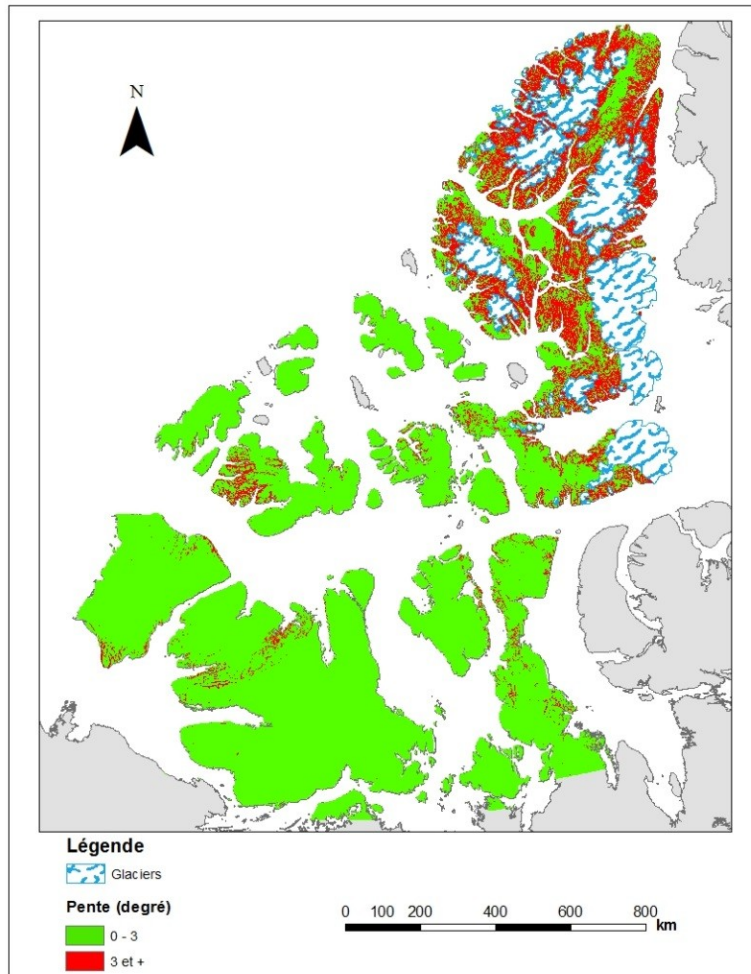 N
Légende
Glaciers
Pente (degré)
0 - 3
3 et +
0 100 200 400 600 800
km